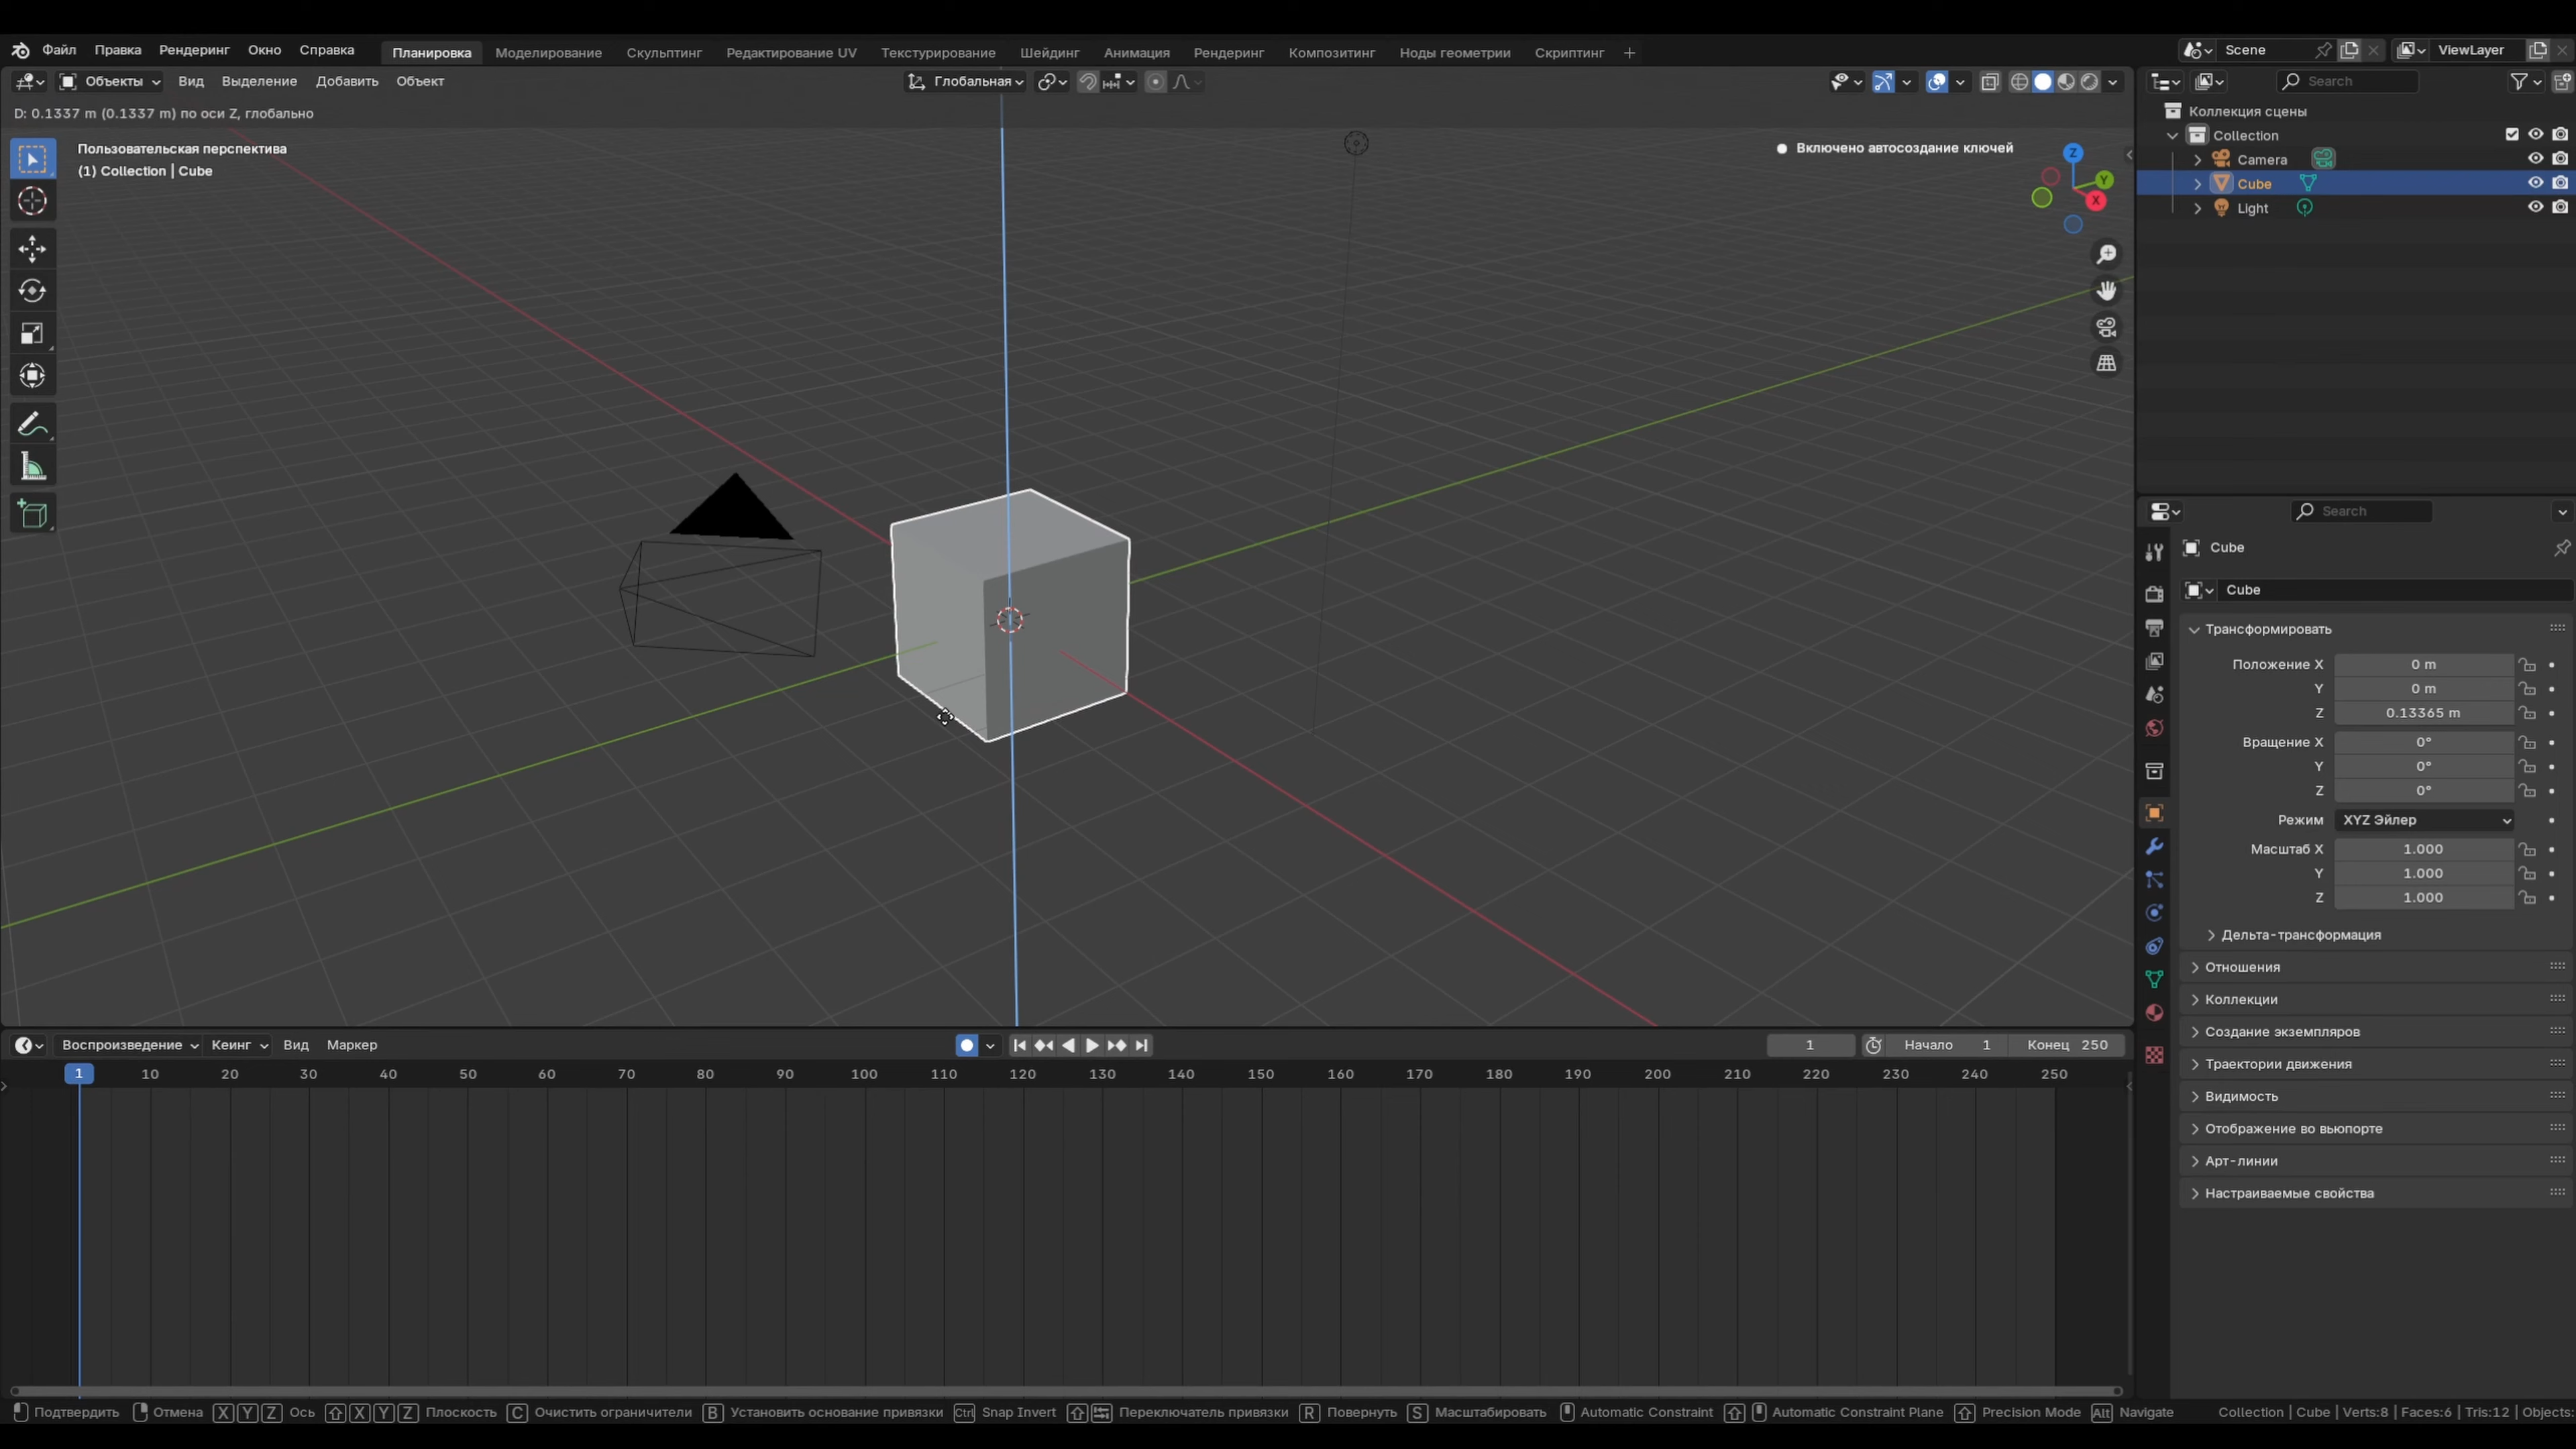 Файл Правка Рендеринг Окно Справка Планировка Моделирование Скульптинг Редактирование UV Текстурирование Шейдинг Анимация Рендеринг Композитинг Ноды геометрии Скриптинг + Scene ViewLayer
Объекты Вид Выделение Добавить Объект Глобальная Search
D: 0.1337 m (0.1337 m) по оси Z, глобально
Пользовательская перспектива
(1) Collection | Cube
Включено автосоздание ключей
Z
Y
X
Коллекция сцены
Collection
Camera
Cube
Light
Search
Cube
Cube
Трансформировать
Положение X 0 m
Y 0 m
Z 0.13365 m
Вращение X 0°
Y 0°
Z 0°
Режим XYZ Эйлер
Масштаб X 1.000
Y 1.000
Z 1.000
Дельта-трансформация
Отношения
Коллекции
Создание экземпляров
Траектории движения
Видимость
Отображение во вьюпорте
Арт-линии
Настраиваемые свойства
Воспроизведение Кеинг Вид Маркер 1 Начало 1 Конец 250
1 10 20 30 40 50 60 70 80 90 100 110 120 130 140 150 160 170 180 190 200 210 220 230 240 250
Подтвердить Отмена X Y Z Ось X Y Z Плоскость C Очистить ограничители B Установить основание привязки Ctrl Snap Invert Переключатель привязки R Повернуть S Масштабировать Automatic Constraint Automatic Constraint Plane Precision Mode Alt Navigate Collection | Cube | Verts:8 | Faces:6 | Tris:12 | Objects: